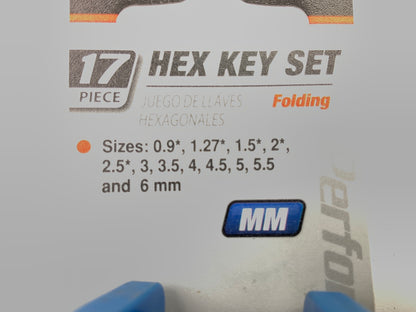 17
PIECE
HEX KEY SET
JUEGO DE LLAVES
HEXAGONALES
Folding
Sizes: 0.9*, 1.27*, 1.5*, 2*,
2.5*, 3, 3.5, 4, 4.5, 5, 5.5
and 6 mm
MM
Perfor